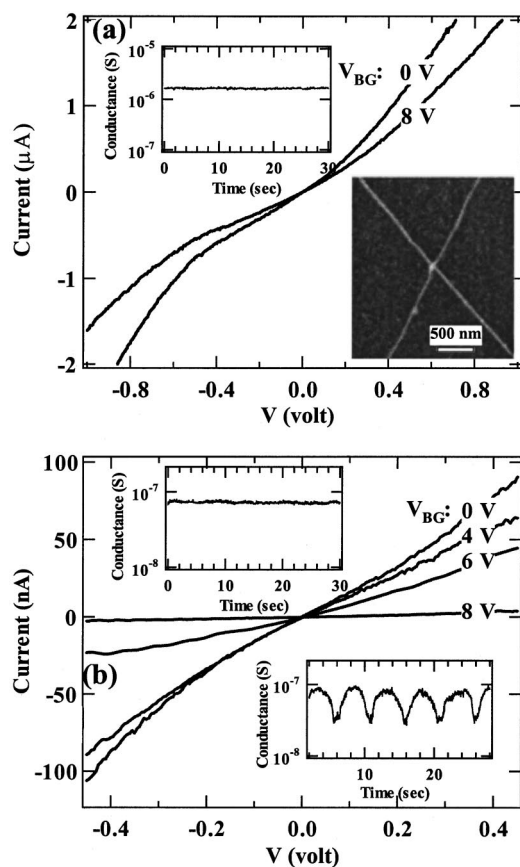 (a)
2
1
0
-1
-2
Current (μA)
10⁻⁵
10⁻⁶
10⁻⁷
Conductance (S)
0 10 20 30
Time (sec)
V_BG: 0 V
8 V
500 nm
-0.8 -0.4 0.0 0.4 0.8
V (volt)
100
50
0
-50
-100
Current (nA)
10⁻⁷
10⁻⁸
Conductance (S)
0 10 20 30
Time (sec)
V_BG: 0 V
4 V
6 V
8 V
(b)
10⁻⁷
10⁻⁸
Conductance (S)
10 20
Time (sec)
-0.4 -0.2 0.0 0.2 0.4
V (volt)